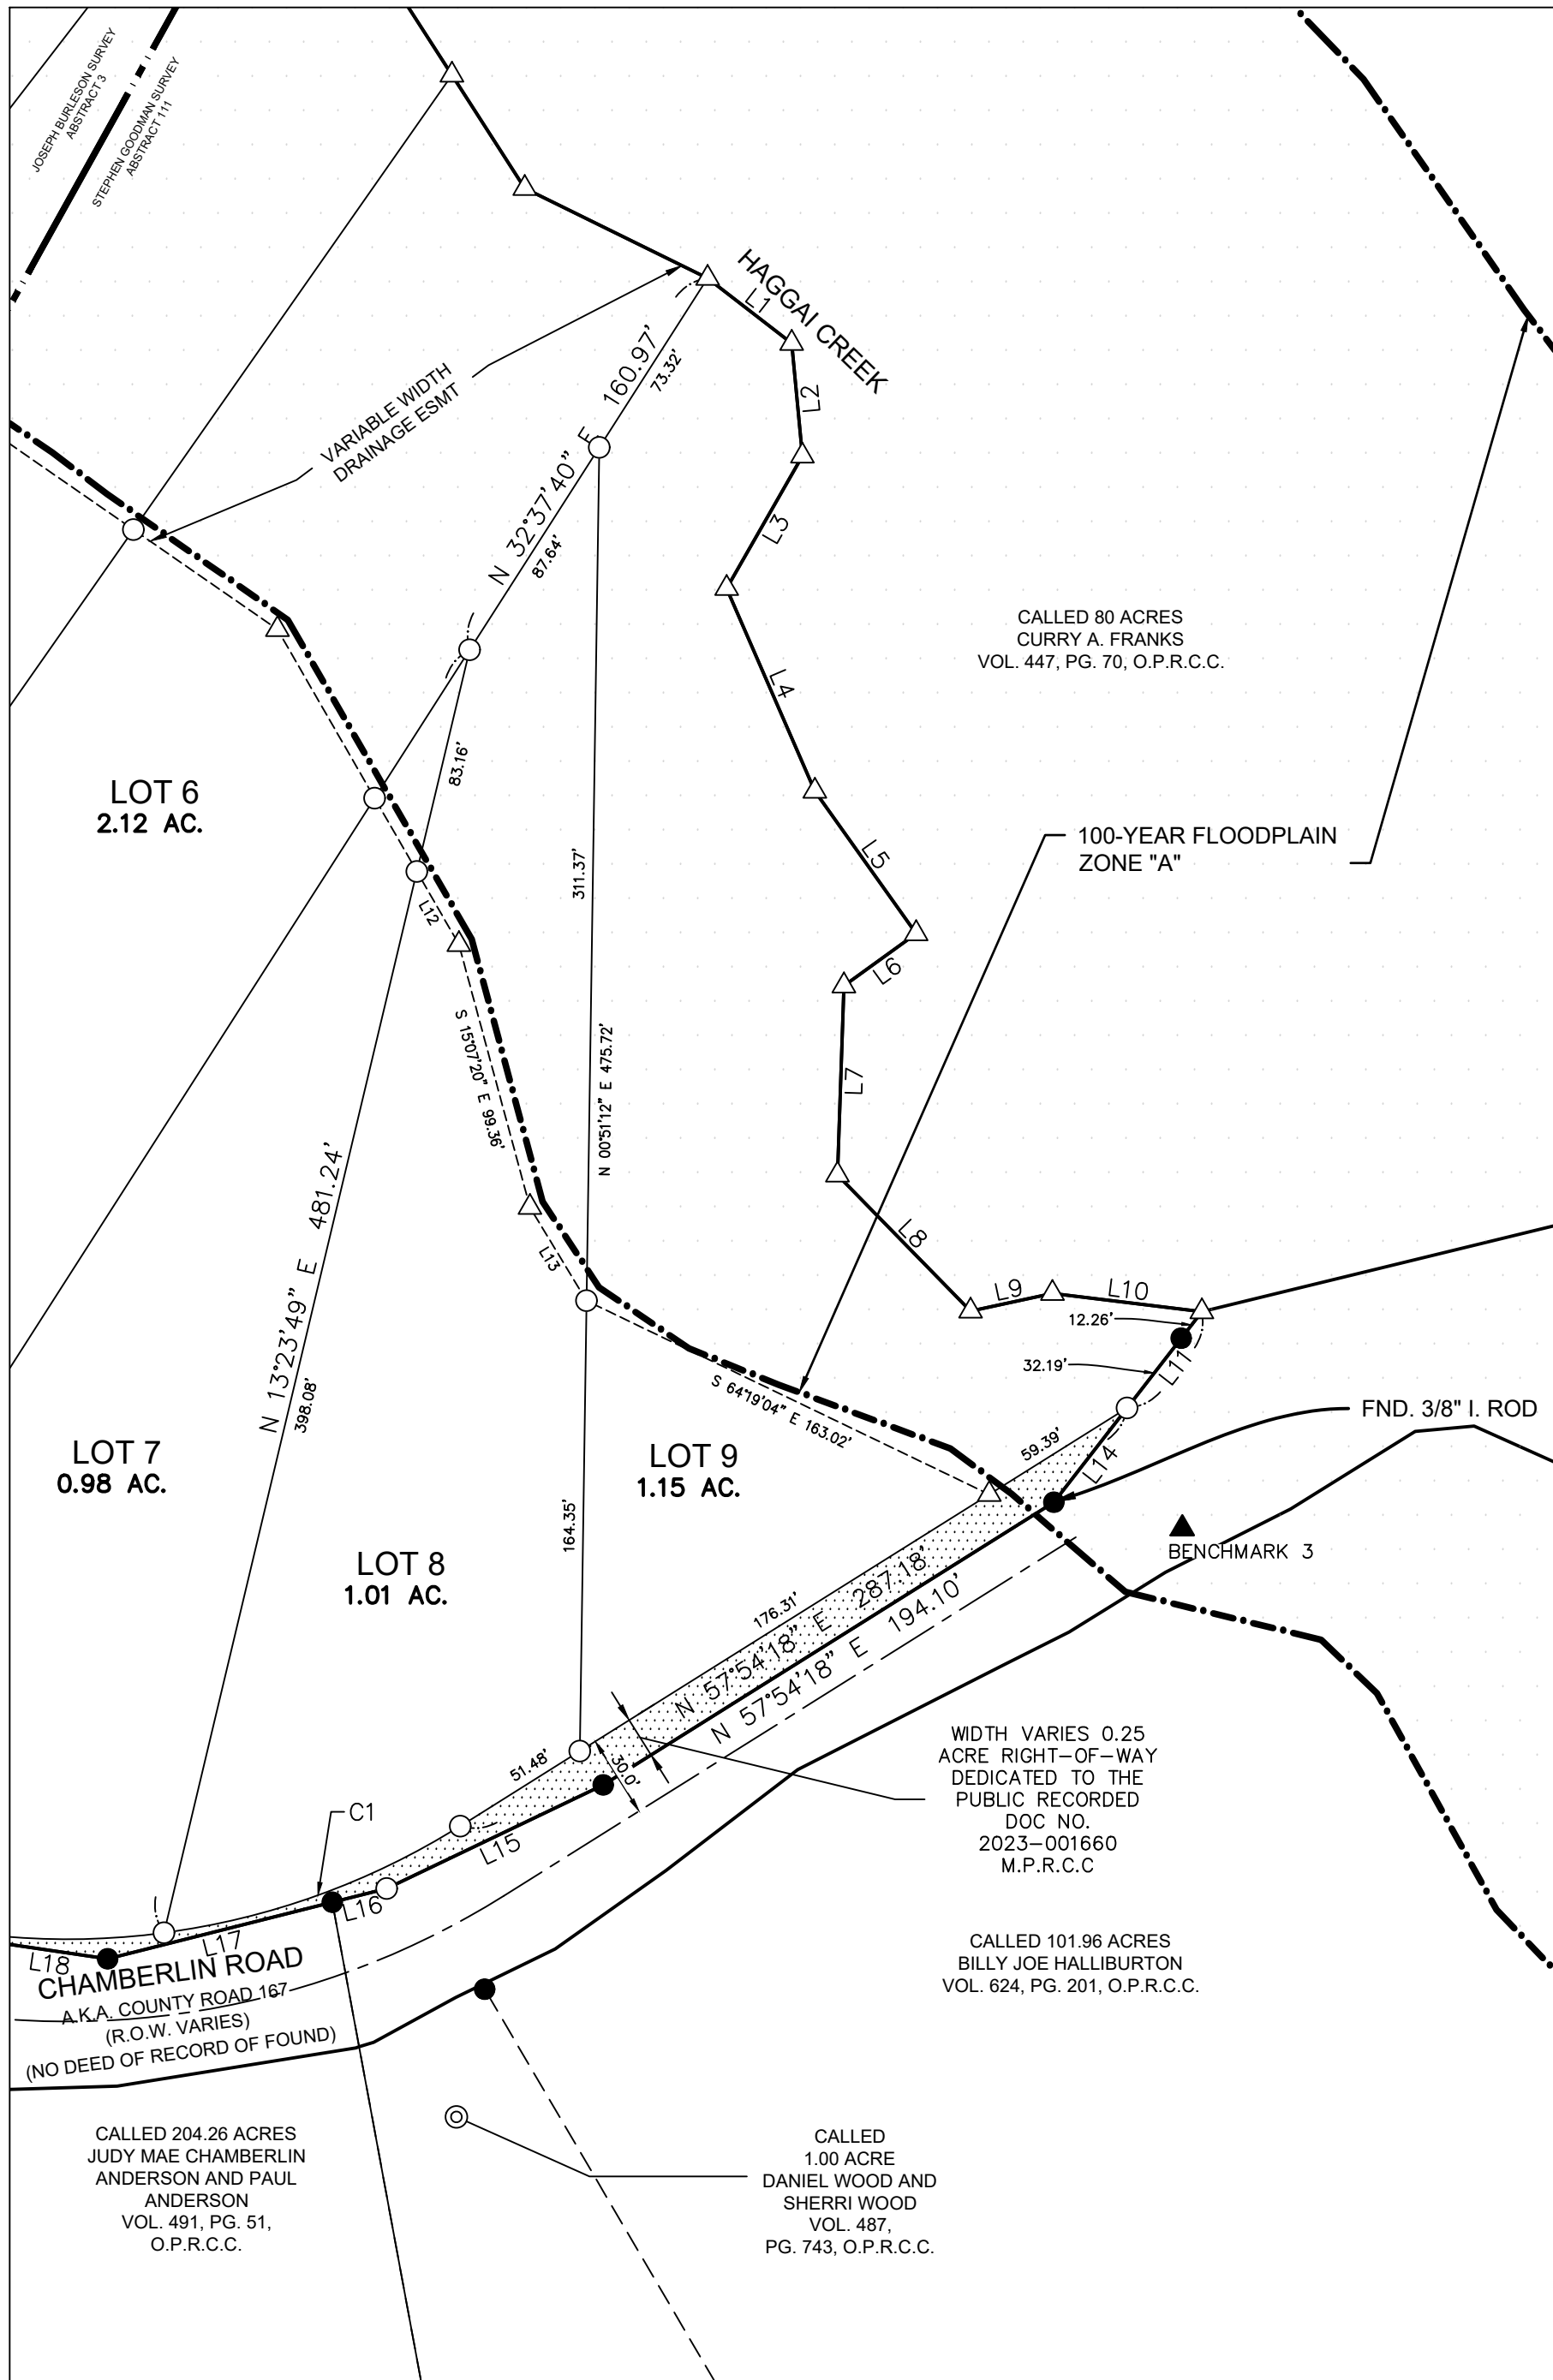 JOSEPH BURLESON SURVEY
ABSTRACT 3
STEPHEN GOODMAN SURVEY
ABSTRACT 111
HAGGAI CREEK
L1
L2
L3
L4
L5
L6
L7
L8
L9
L10
12.26'
32.19'
L11
VARIABLE WIDTH
DRAINAGE ESMT
N 32°37'40" E 160.97'
73.32'
87.64'
CALLED 80 ACRES
CURRY A. FRANKS
VOL. 447, PG. 70, O.P.R.C.C.
LOT 6
2.12 AC.
83.16'
311.37'
100-YEAR FLOODPLAIN
ZONE "A"
L12
S 15°07'20" E 99.36'
N 00°51'12" E 475.72'
L13
N 13°23'49" E 481.24'
398.08'
S 64°19'04" E 163.02'
FND. 3/8" I. ROD
59.39'
L14
LOT 7
0.98 AC.
LOT 9
1.15 AC.
164.35'
LOT 8
1.01 AC.
BENCHMARK 3
176.31'
N 57°54'18" E 287.18'
N 57°54'18" E 194.10'
51.48'
30.0'
WIDTH VARIES 0.25
ACRE RIGHT-OF-WAY
DEDICATED TO THE
PUBLIC RECORDED
DOC NO.
2023-001660
M.P.R.C.C
C1
L15
L16
L17
L18
CHAMBERLIN ROAD
A.K.A. COUNTY ROAD 167
(R.O.W. VARIES)
(NO DEED OF RECORD OF FOUND)
CALLED 101.96 ACRES
BILLY JOE HALLIBURTON
VOL. 624, PG. 201, O.P.R.C.C.
CALLED 204.26 ACRES
JUDY MAE CHAMBERLIN
ANDERSON AND PAUL
ANDERSON
VOL. 491, PG. 51,
O.P.R.C.C.
CALLED
1.00 ACRE
DANIEL WOOD AND
SHERRI WOOD
VOL. 487,
PG. 743, O.P.R.C.C.